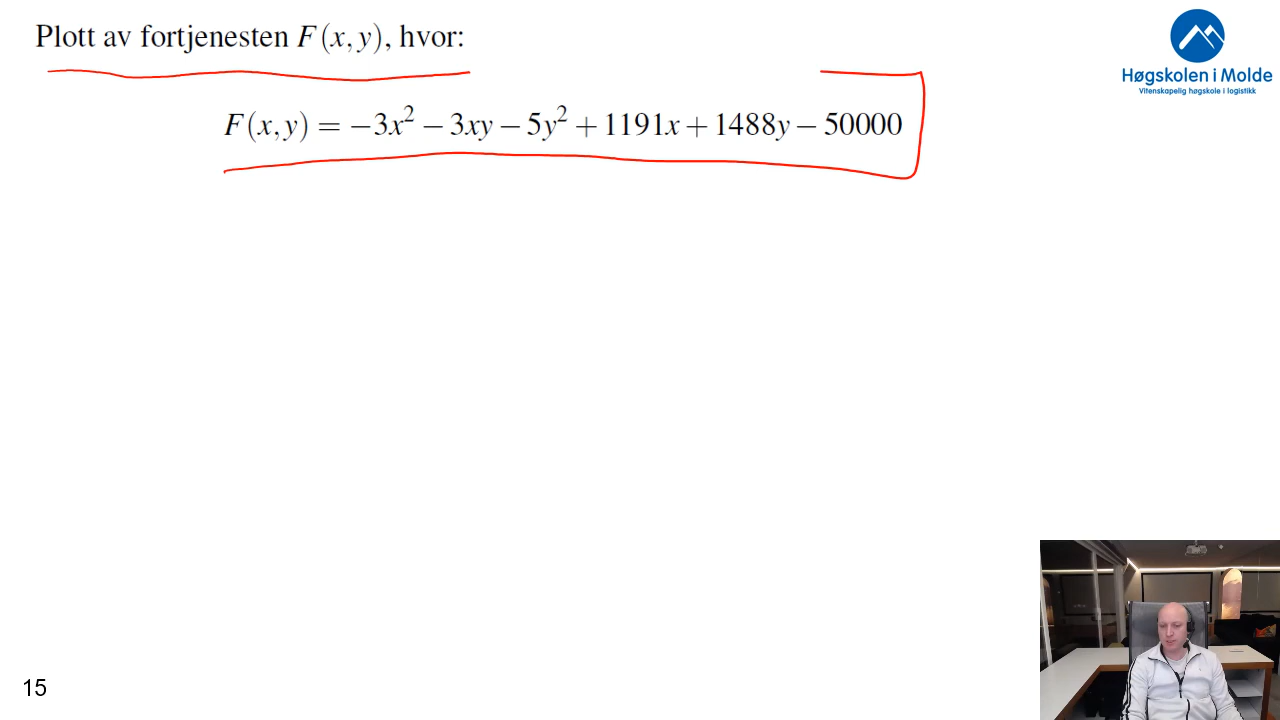 Plott av fortjenesten F(x, y), hvor:
F(x, y) = −3x² − 3xy − 5y² + 1191x + 1488y − 50000
Høgskolen i Molde
Vitenskapelig høgskole i logistikk
15